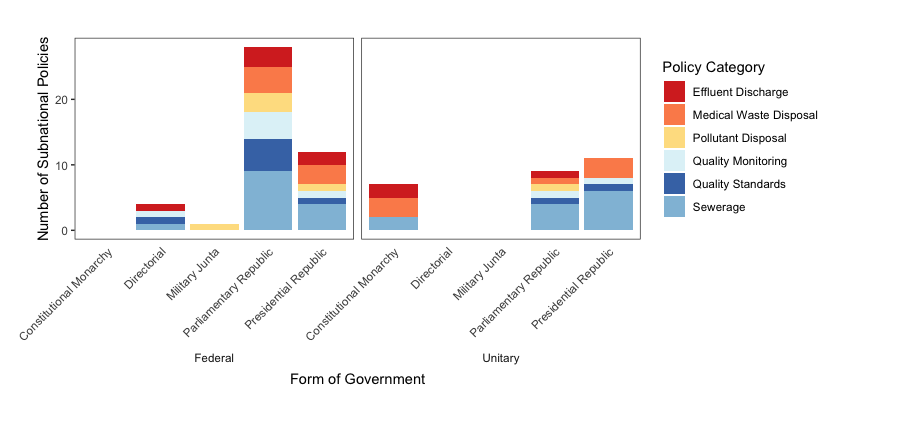 Number of Subnational Policies
20
10
0
Constitutional Monarchy
Directorial
Military Junta
Parliamentary Republic
Presidential Republic
Constitutional Monarchy
Directorial
Military Junta
Parliamentary Republic
Presidential Republic
Federal
Unitary
Form of Government
Policy Category
Effluent Discharge
Medical Waste Disposal
Pollutant Disposal
Quality Monitoring
Quality Standards
Sewerage